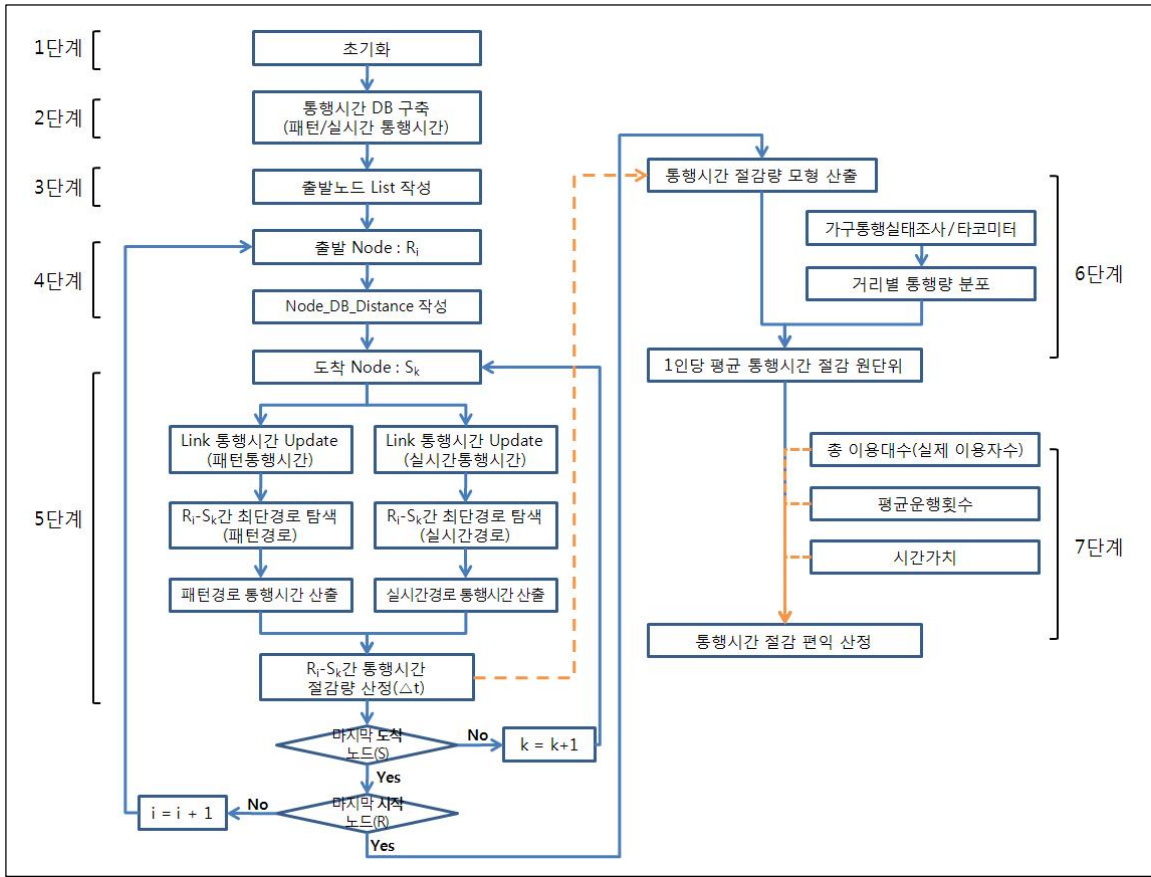 1단계
초기화
2단계
통행시간 DB 구축
(패턴/실시간 통행시간)
3단계
출발노드 List 작성
4단계
출발 Node : Ri
Node_DB_Distance 작성
5단계
도착 Node : Sk
Link 통행시간 Update
(패턴통행시간)
Link 통행시간 Update
(실시간통행시간)
Ri-Sk간 최단경로 탐색
(패턴경로)
Ri-Sk간 최단경로 탐색
(실시간경로)
패턴경로 통행시간 산출
실시간경로 통행시간 산출
Ri-Sk간 통행시간
절감량 산정(△t)
마지막 도착
노드(S)
No
k = k+1
Yes
마지막 시작
노드(R)
No
i = i + 1
Yes
통행시간 절감량 모형 산출
가구통행실태조사/타코미터
거리별 통행량 분포
6단계
1인당 평균 통행시간 절감 원단위
총 이용대수(실제 이용자수)
평균운행횟수
시간가치
7단계
통행시간 절감 편익 산정